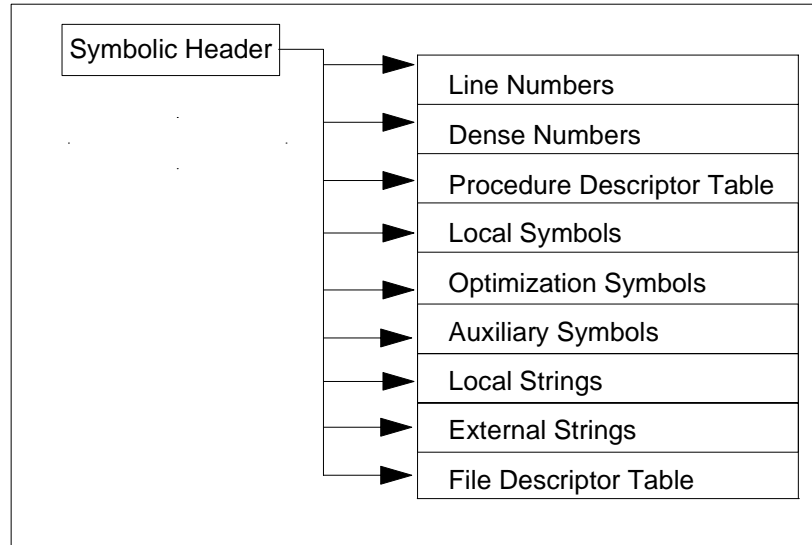 Symbolic Header
Line Numbers
Dense Numbers
Procedure Descriptor Table
Local Symbols
Optimization Symbols
Auxiliary Symbols
Local Strings
External Strings
File Descriptor Table